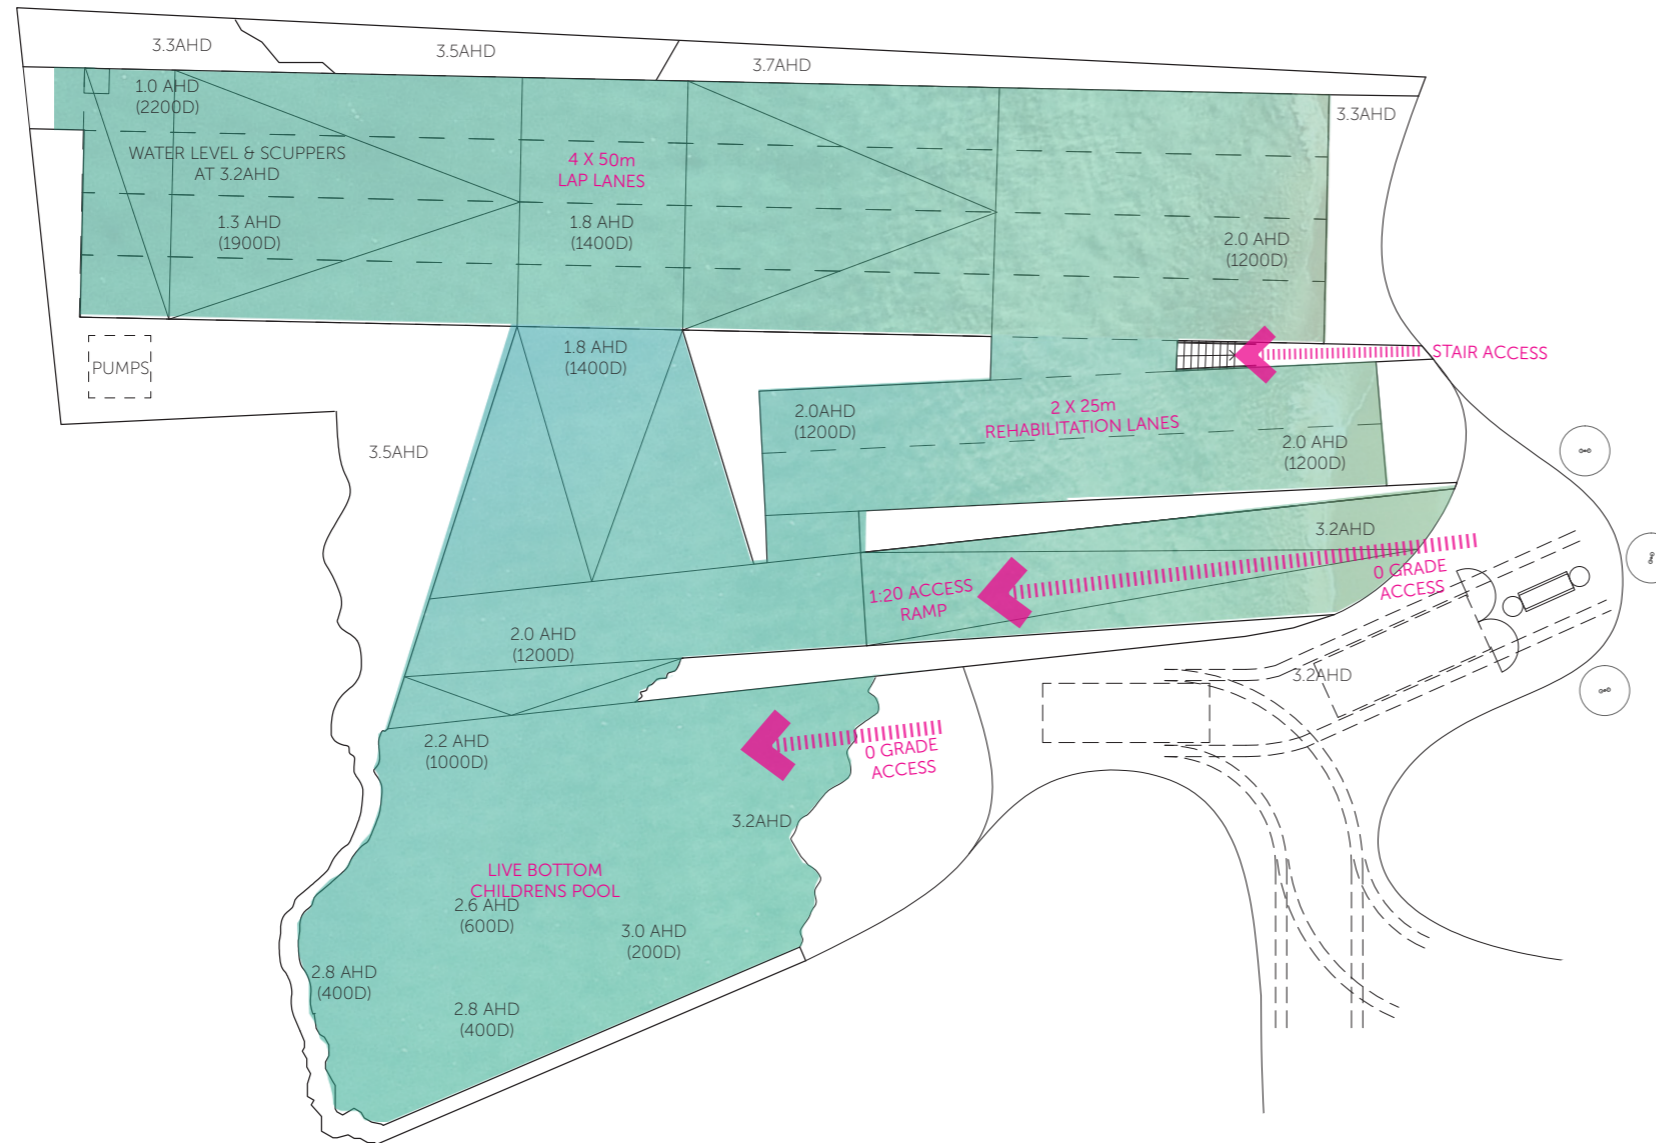 3.3AHD
3.5AHD
3.7AHD
3.3AHD
1.0 AHD
(2200D)
WATER LEVEL & SCUPPERS
AT 3.2AHD
4 X 50m
LAP LANES
1.3 AHD
(1900D)
1.8 AHD
(1400D)
2.0 AHD
(1200D)
PUMPS
1.8 AHD
(1400D)
STAIR ACCESS
2.0AHD
(1200D)
2 X 25m
REHABILITATION LANES
2.0 AHD
(1200D)
3.5AHD
3.2AHD
0 GRADE
ACCESS
1:20 ACCESS
RAMP
2.0 AHD
(1200D)
3.2AHD
2.2 AHD
(1000D)
0 GRADE
ACCESS
3.2AHD
LIVE BOTTOM
CHILDRENS POOL
2.6 AHD
(600D)
3.0 AHD
(200D)
2.8 AHD
(400D)
2.8 AHD
(400D)